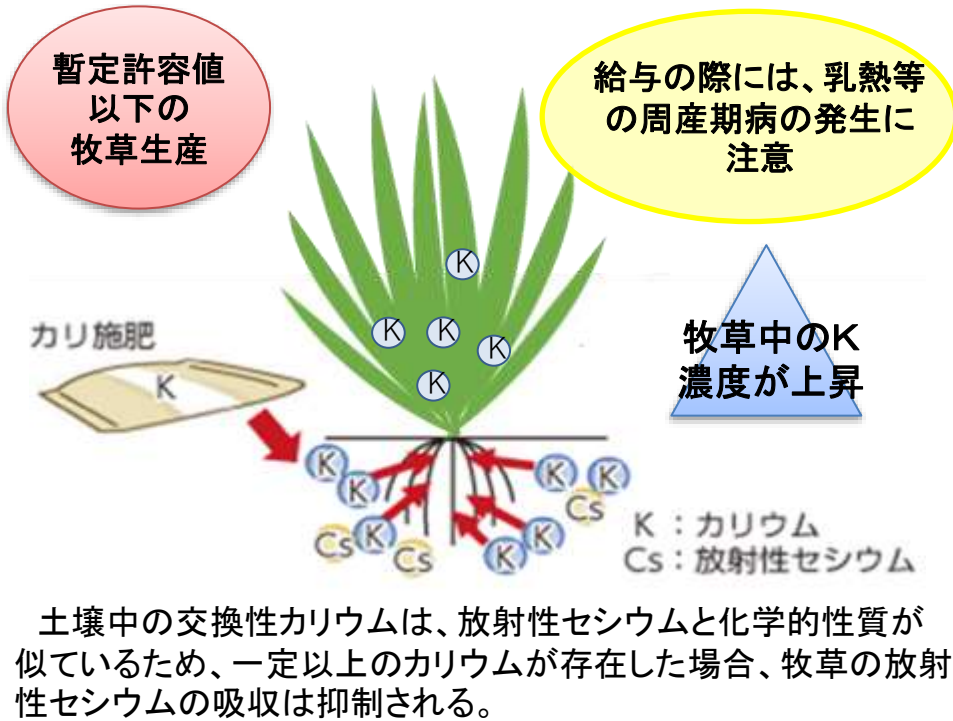 暫定許容値
以下の
牧草生産
給与の際には、乳熱等
の周産期病の発生に
注意
K
K
K
K
K
カリ施肥
K
牧草中のK
濃度が上昇
K
K
K
K
Cs
Cs
K
Cs
K
K
K:カリウム
Cs:放射性セシウム
土壌中の交換性カリウムは、放射性セシウムと化学的性質が
似ているため、一定以上のカリウムが存在した場合、牧草の放射
性セシウムの吸収は抑制される。